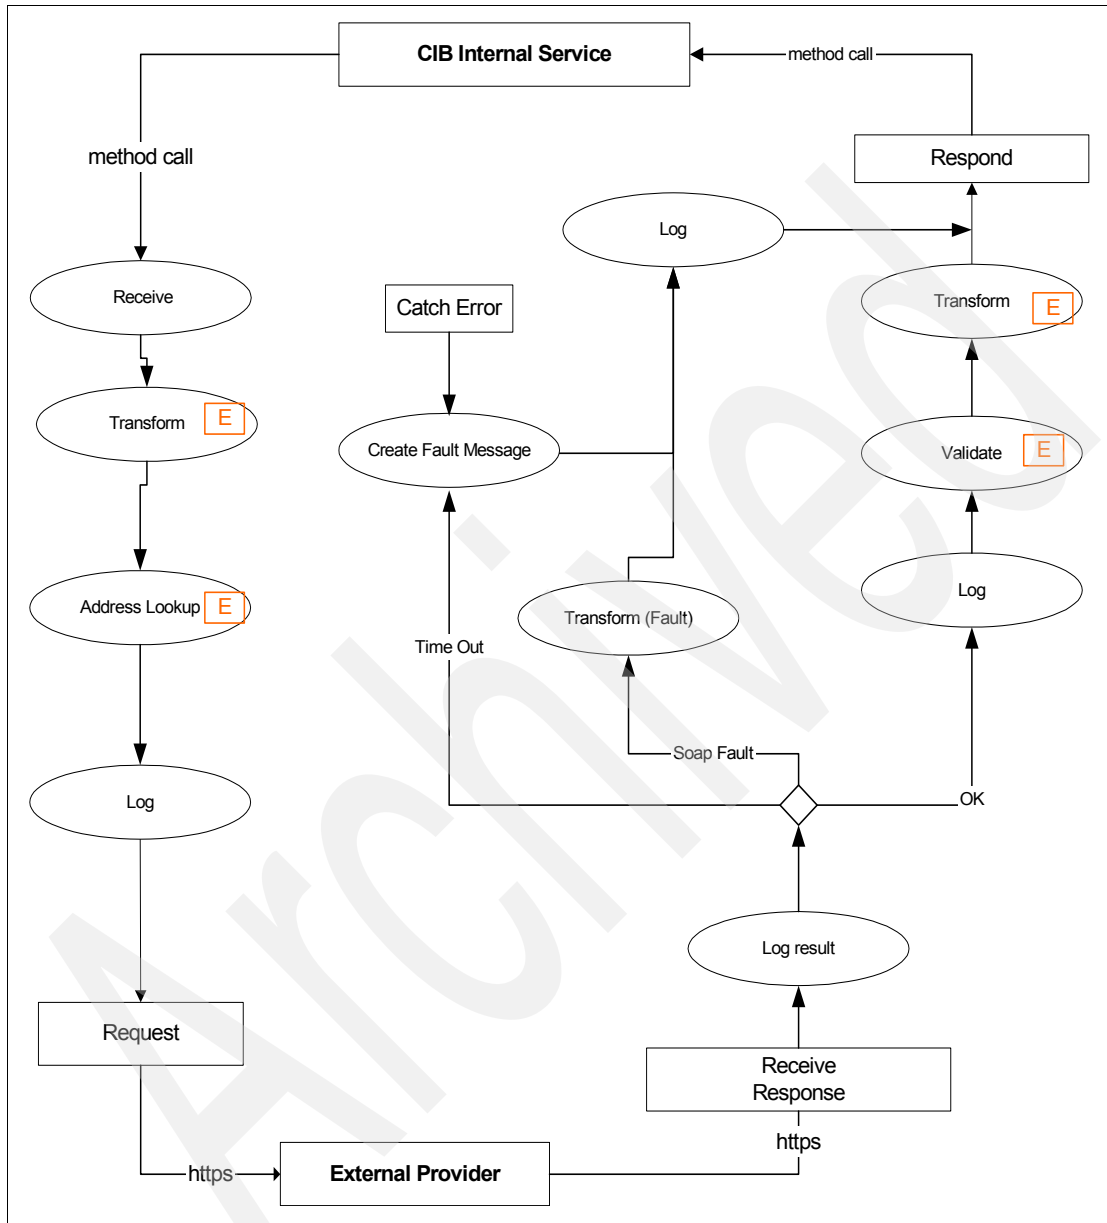 CIB Internal Service
method call
method call
Respond
Log
Receive
Transform
E
Catch Error
Transform
E
Create Fault Message
Validate
E
Address Lookup
E
Transform (Fault)
Log
Time Out
Soap Fault
Log
OK
Log result
Request
Receive
Response
https
https
External Provider
Archived